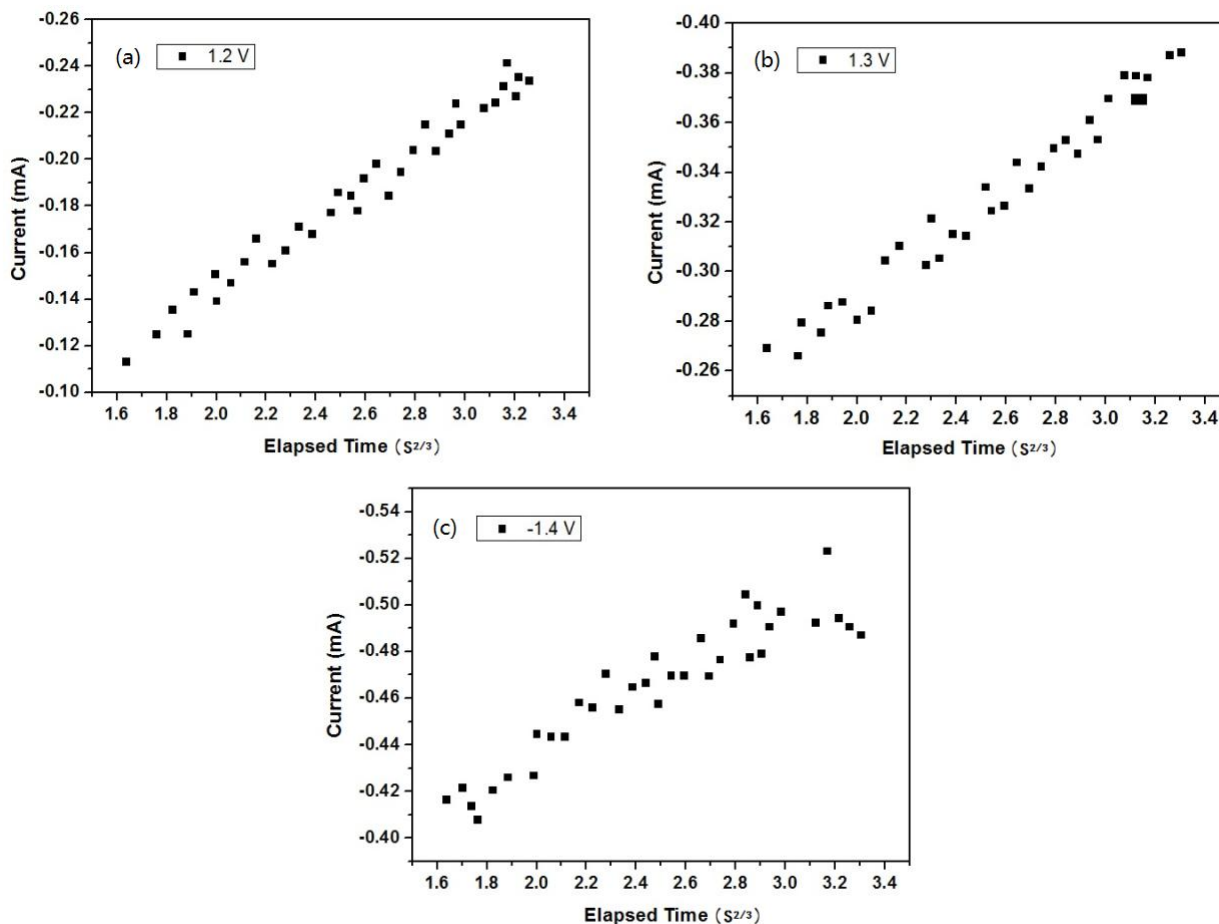 (a)
1.2 V
-0.26
-0.24
-0.22
-0.20
-0.18
-0.16
-0.14
-0.12
-0.10
Current (mA)
1.6 1.8 2.0 2.2 2.4 2.6 2.8 3.0 3.2 3.4
Elapsed Time (S2/3)
(b)
1.3 V
-0.40
-0.38
-0.36
-0.34
-0.32
-0.30
-0.28
-0.26
Current (mA)
1.6 1.8 2.0 2.2 2.4 2.6 2.8 3.0 3.2 3.4
Elapsed Time (S2/3)
(c)
-1.4 V
-0.54
-0.52
-0.50
-0.48
-0.46
-0.44
-0.42
-0.40
Current (mA)
1.6 1.8 2.0 2.2 2.4 2.6 2.8 3.0 3.2 3.4
Elapsed Time (S2/3)